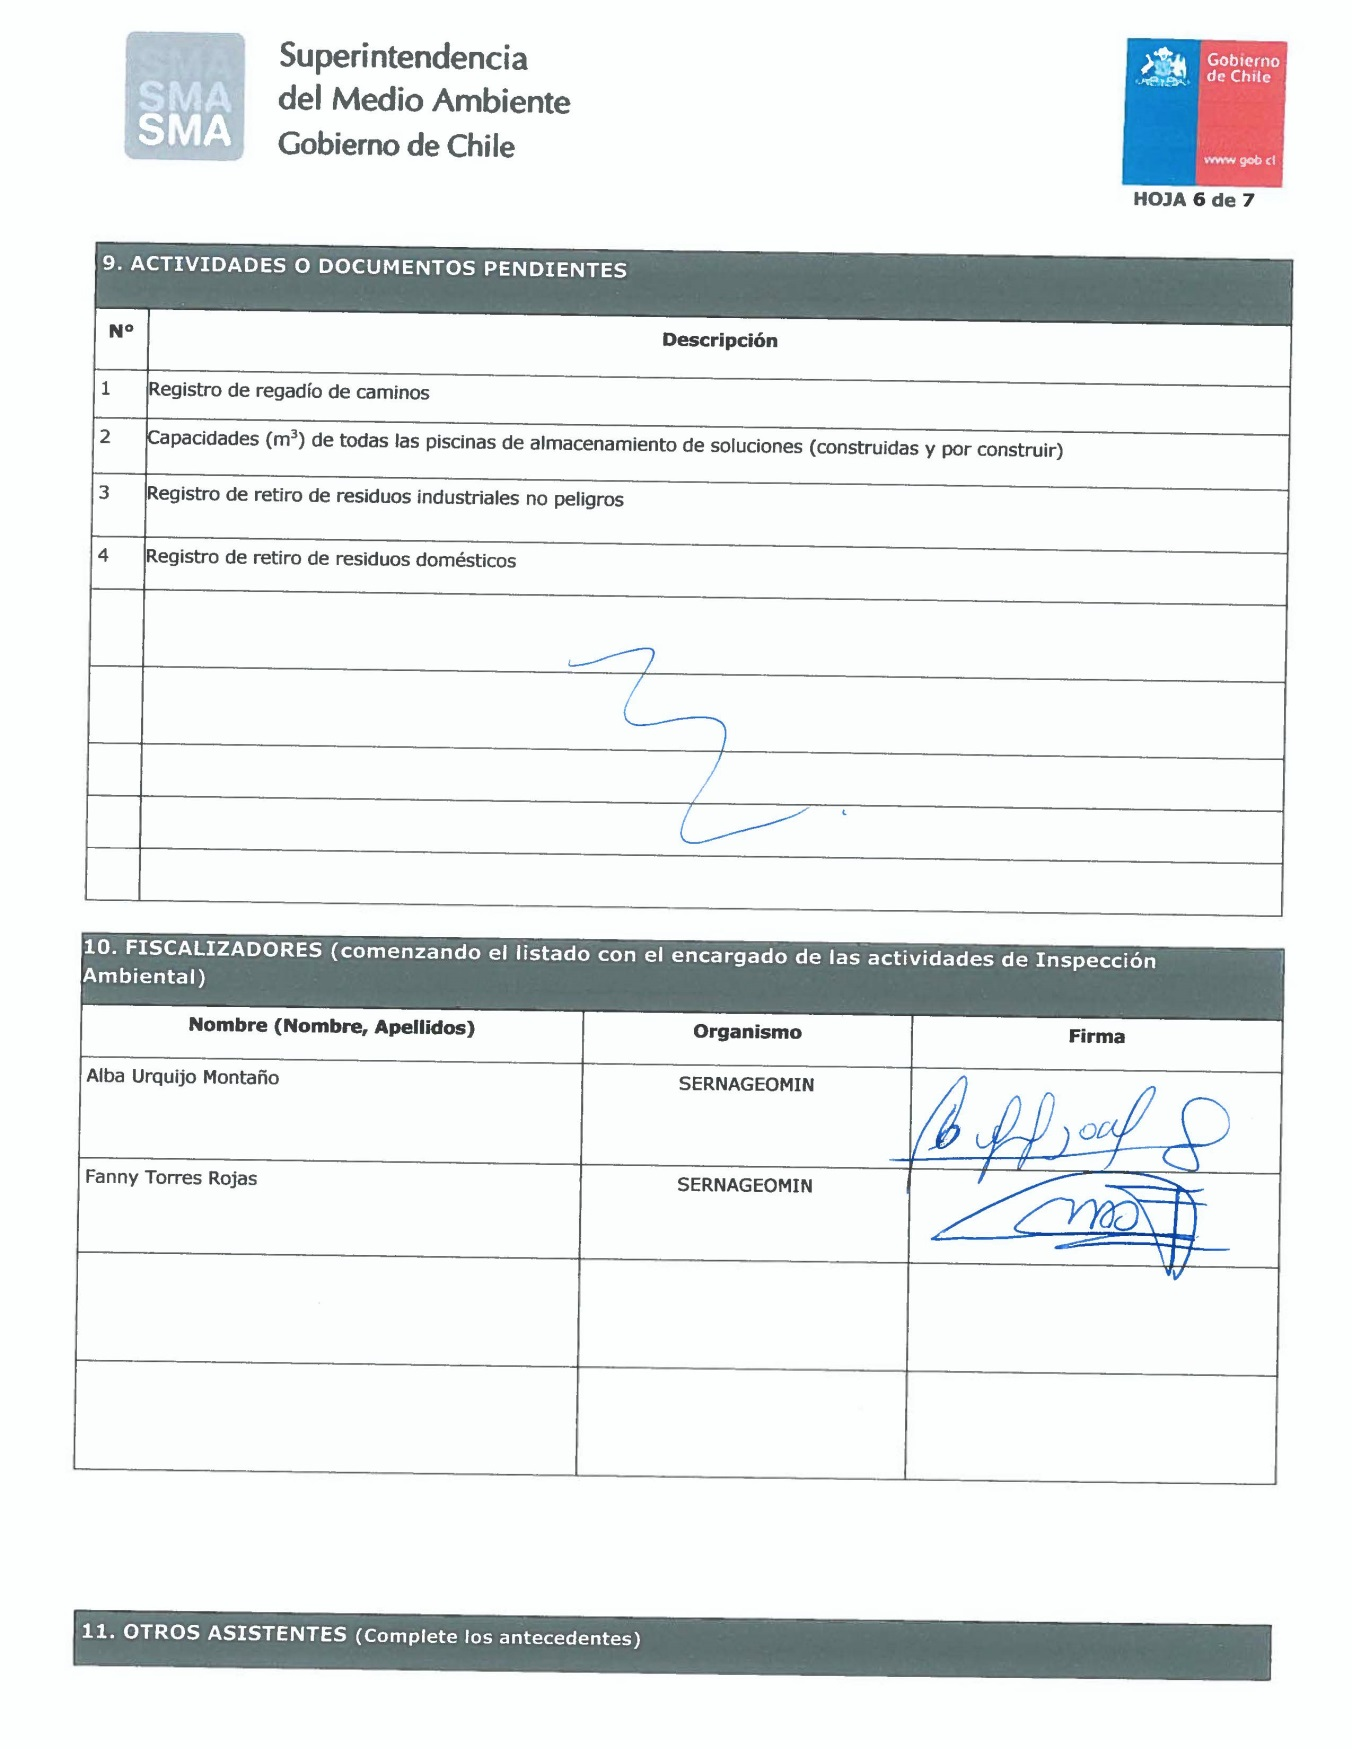 SMA
SMA
SMA
Superintendencia
del Medio Ambiente
Gobierno de Chile
Gobierno
de Chile
www gob cl
HOJA 6 de 7
9. ACTIVIDADES O DOCUMENTOS PENDIENTES
Nº Descripción
1 Registro de regadío de caminos
2 Capacidades (m³) de todas las piscinas de almacenamiento de soluciones (construidas y por construir)
3 Registro de retiro de residuos industriales no peligros
4 Registro de retiro de residuos domésticos
10. FISCALIZADORES (comenzando el listado con el encargado de las actividades de Inspección
Ambiental)
Nombre (Nombre, Apellidos) Organismo Firma
Alba Urquijo Montaño SERNAGEOMIN
Fanny Torres Rojas SERNAGEOMIN
11. OTROS ASISTENTES (Complete los antecedentes)